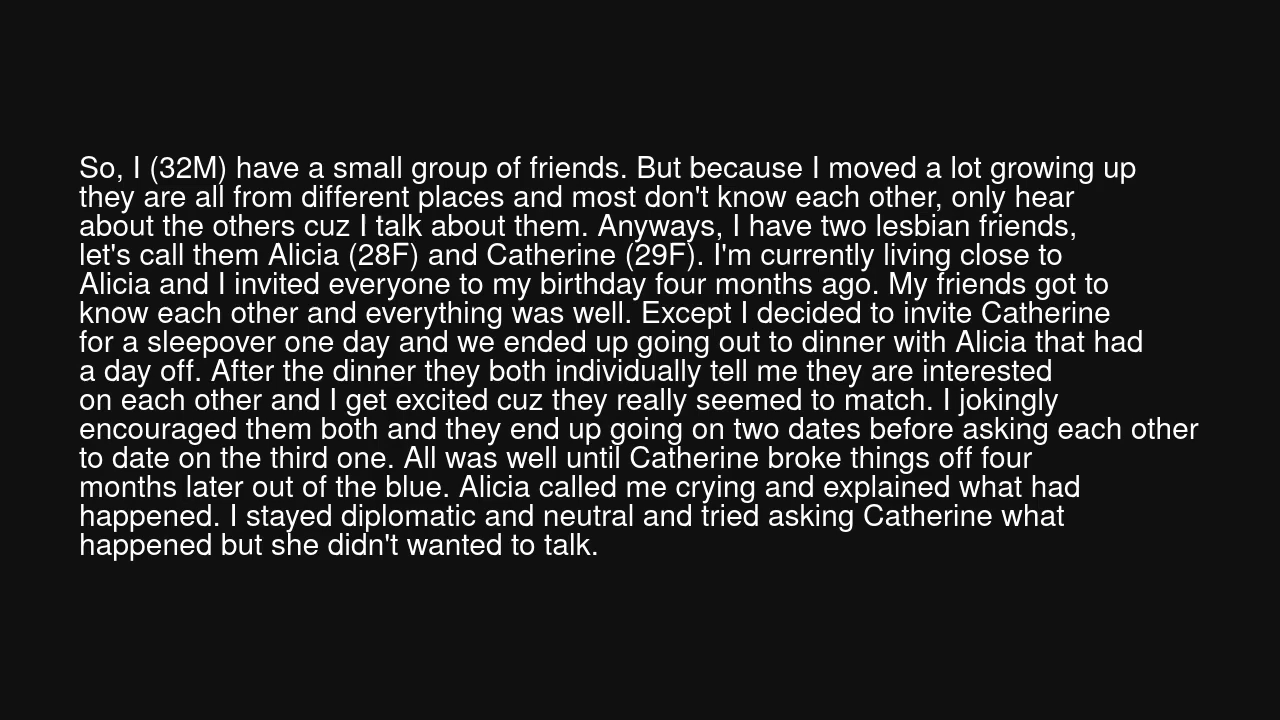 So, I (32M) have a small group of friends. But because I moved a lot growing up
they are all from different places and most don't know each other, only hear
about the others cuz I talk about them. Anyways, I have two lesbian friends,
let's call them Alicia (28F) and Catherine (29F). I'm currently living close to
Alicia and I invited everyone to my birthday four months ago. My friends got to
know each other and everything was well. Except I decided to invite Catherine
for a sleepover one day and we ended up going out to dinner with Alicia that had
a day off. After the dinner they both individually tell me they are interested
on each other and I get excited cuz they really seemed to match. I jokingly
encouraged them both and they end up going on two dates before asking each other
to date on the third one. All was well until Catherine broke things off four
months later out of the blue. Alicia called me crying and explained what had
happened. I stayed diplomatic and neutral and tried asking Catherine what
happened but she didn't wanted to talk.